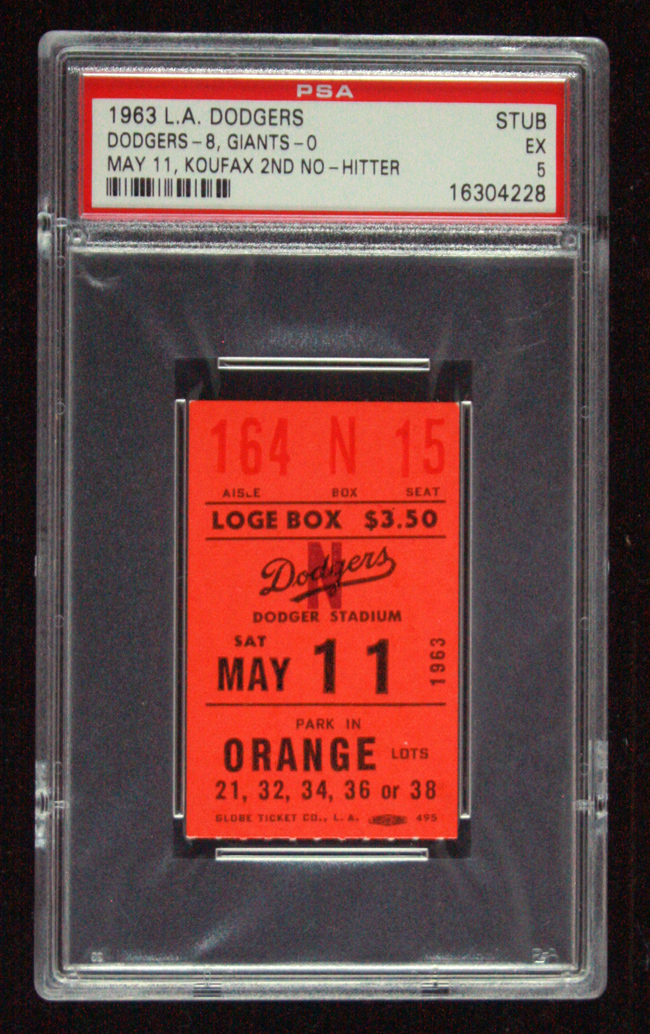 PSA
1963 L.A. DODGERS STUB
DODGERS-8, GIANTS-0 EX
MAY 11, KOUFAX 2ND NO-HITTER 5
16304228
164 N 15
AISLE BOX SEAT
LOGE BOX $3.50
N
Dodgers
DODGER STADIUM
SAT
MAY 11 1963
PARK IN
ORANGE LOTS
21, 32, 34, 36 or 38
GLOBE TICKET CO., L. A. 495
PSA